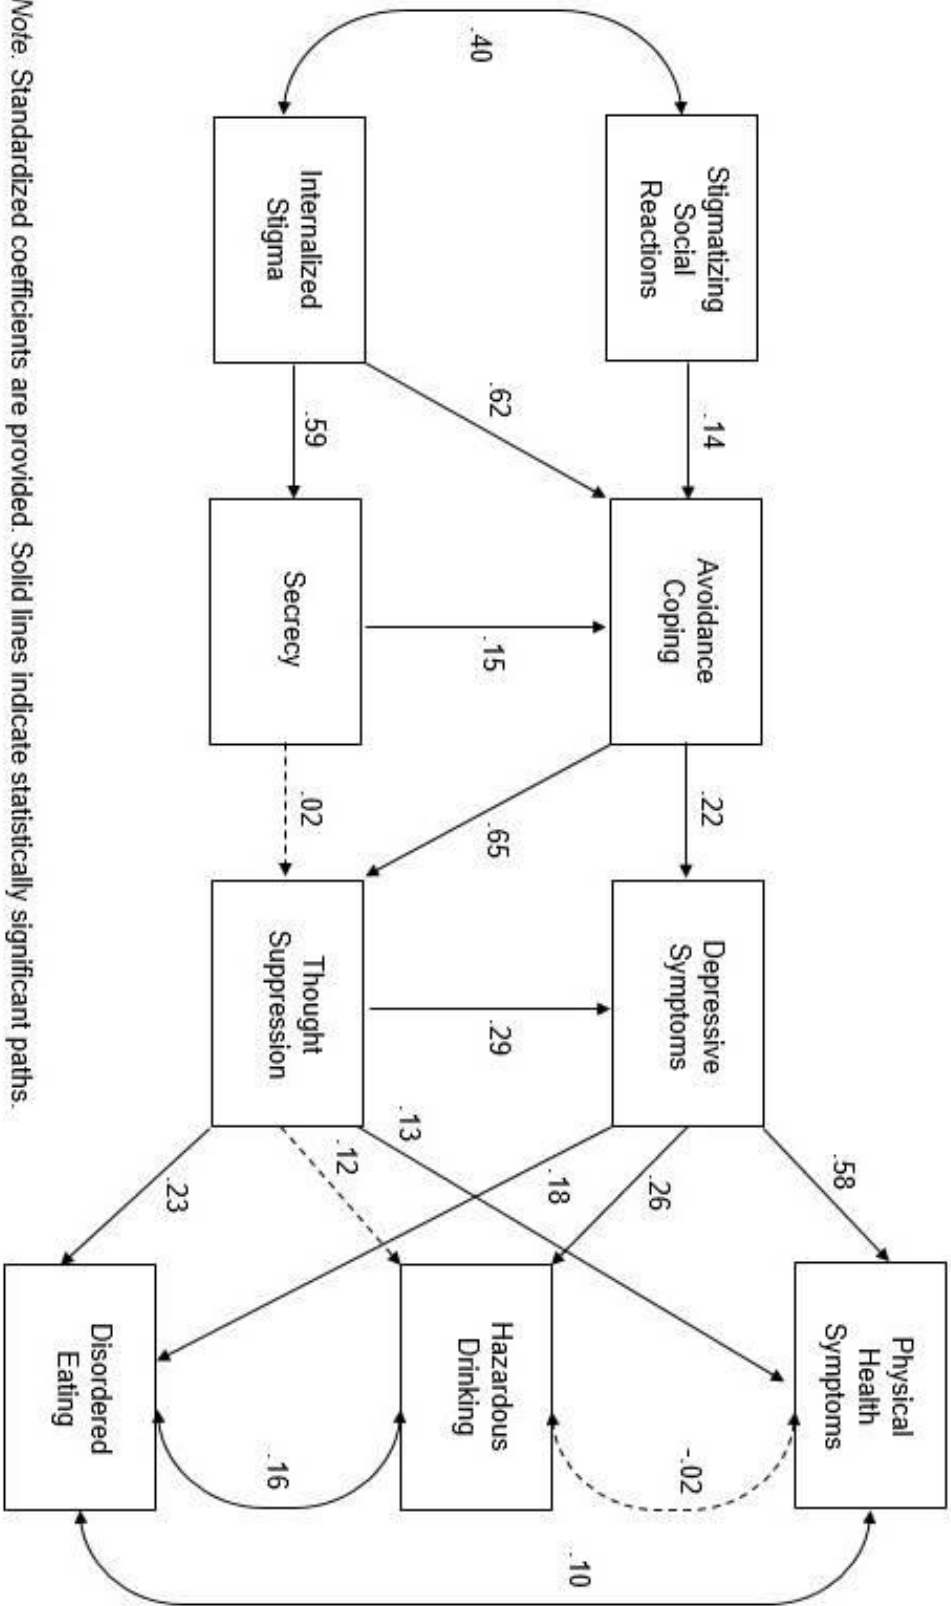 .40
Stigmatizing
Social
Reactions
.14
Avoidance
Coping
.22
Depressive
Symptoms
.58
Physical
Health
Symptoms
.62
.15
.65
.29
.13
.18
.26
-.02
Internalized
Stigma
.59
Secrecy
.02
Thought
Suppression
.12
.23
Hazardous
Drinking
.16
.10
Disordered
Eating
Note. Standardized coefficients are provided. Solid lines indicate statistically significant paths.